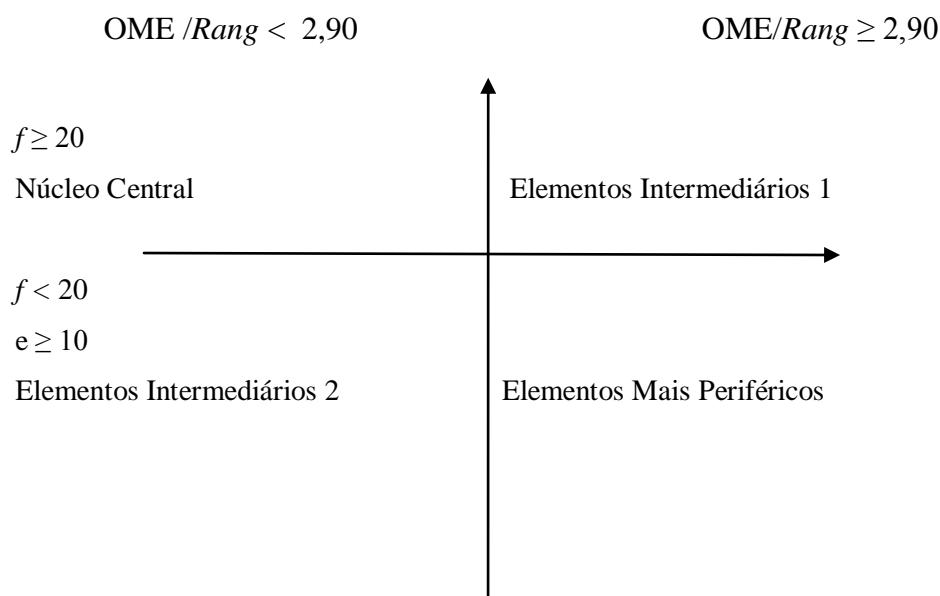 OME /Rang < 2,90 OME/Rang ≥ 2,90
f ≥ 20
Núcleo Central Elementos Intermediários 1
f < 20
e ≥ 10
Elementos Intermediários 2 Elementos Mais Periféricos